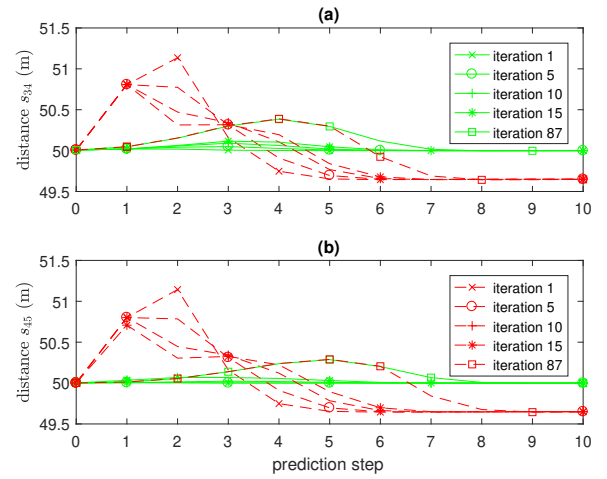 (a)
51.5
51
50.5
50
49.5
distance s34 (m)
iteration 1
iteration 5
iteration 10
iteration 15
iteration 87
0 1 2 3 4 5 6 7 8 9 10
(b)
51.5
51
50.5
50
49.5
distance s45 (m)
iteration 1
iteration 5
iteration 10
iteration 15
iteration 87
0 1 2 3 4 5 6 7 8 9 10
prediction step